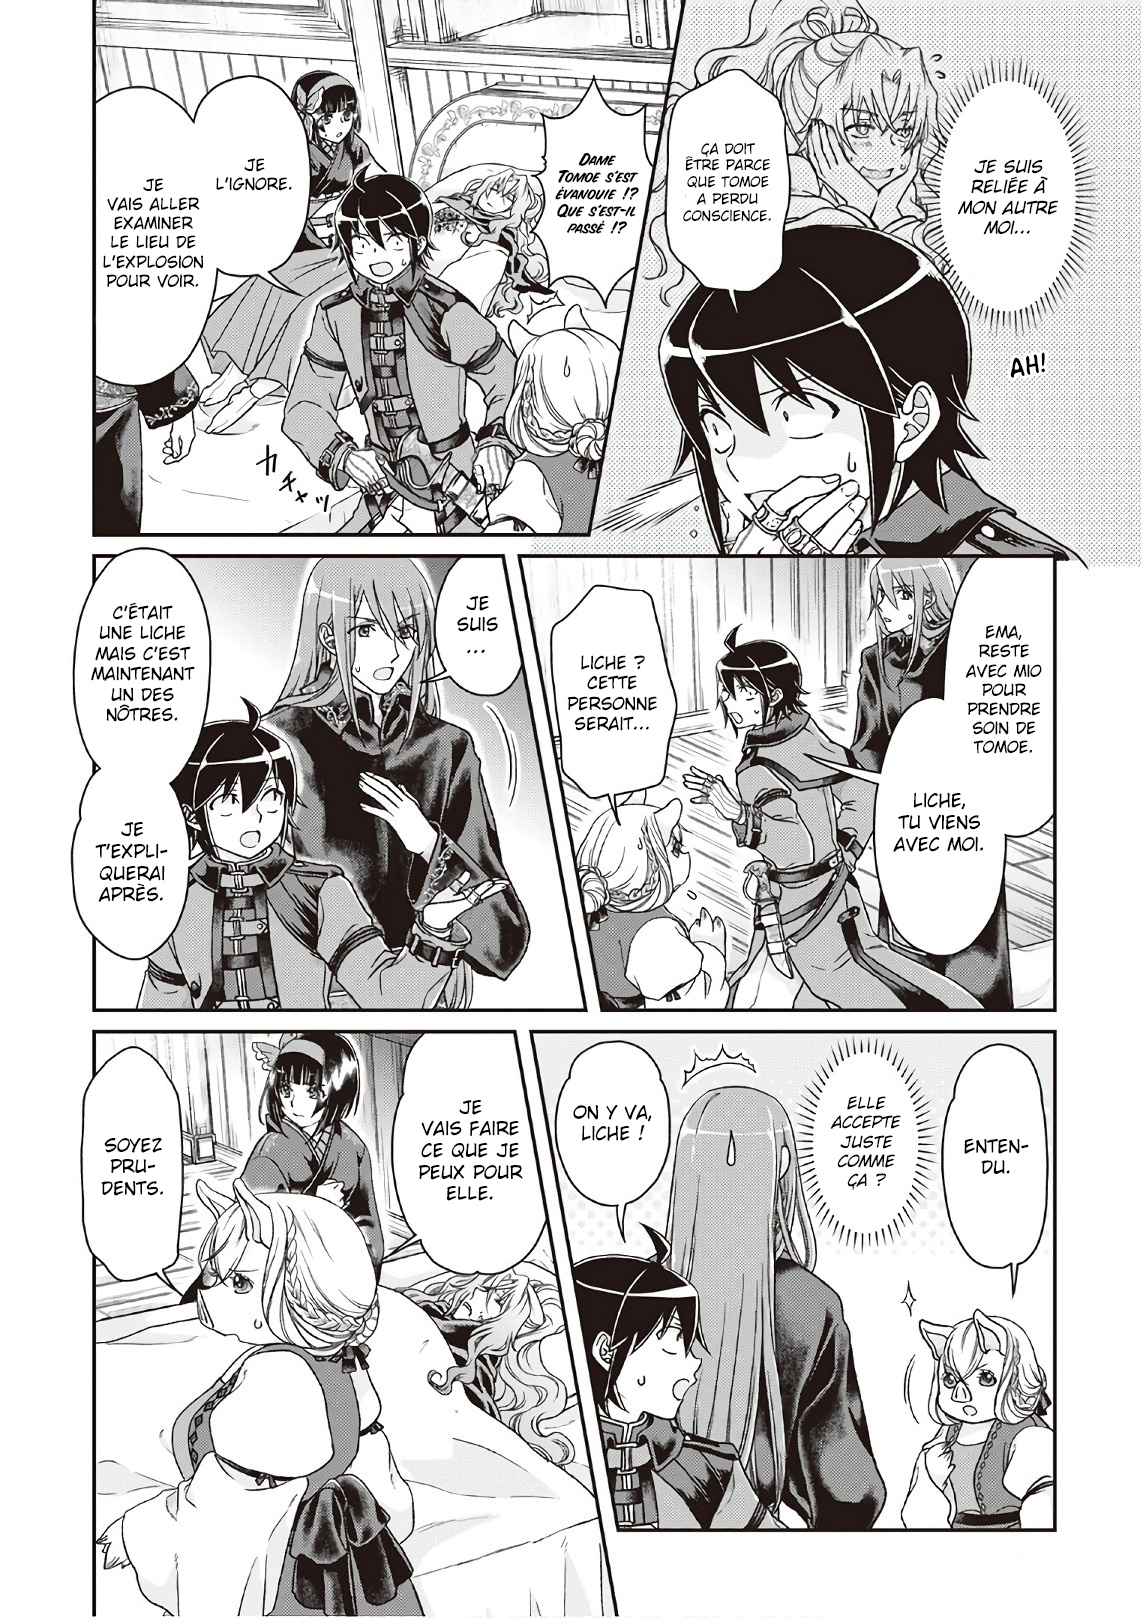 JE SUIS
RELIÉE À
MON AUTRE
MOI...
AH!
ÇA DOIT
ÊTRE PARCE
QUE TOMOE
A PERDU
CONSCIENCE.
DAME
TOMOE S'EST
ÉVANOUIE !?
QUE S'EST-IL
PASSÉ !?
JE
L'IGNORE.
JE
VAIS ALLER
EXAMINER
LE LIEU DE
L'EXPLOSION
POUR VOIR.
カチャッ
EMA,
RESTE
AVEC MIO
POUR
PRENDRE
SOIN DE
TOMOE.
LICHE,
TU VIENS
AVEC MOI.
LICHE ?
CETTE
PERSONNE
SERAIT...
JE
SUIS
...
C'ÉTAIT
UNE LICHE
MAIS C'EST
MAINTENANT
UN DES
NÔTRES.
JE
T'EXPLI-
QUERAI
APRÈS.
ENTEN-
DU.
ELLE
ACCEPTE
JUSTE
COMME
ÇA ?
ON Y VA,
LICHE !
JE
VAIS FAIRE
CE QUE JE
PEUX POUR
ELLE.
SOYEZ
PRU-
DENTS.